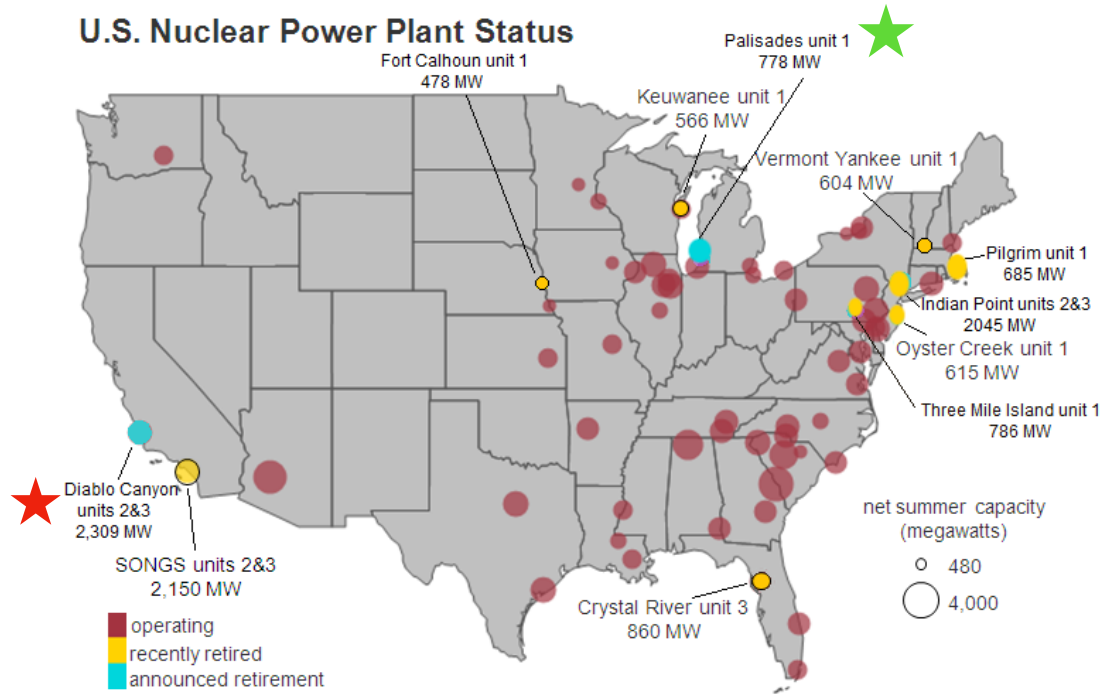 U.S. Nuclear Power Plant Status
Fort Calhoun unit 1
478 MW
Palisades unit 1
778 MW
Keuwanee unit 1
566 MW
Vermont Yankee unit 1
604 MW
Pilgrim unit 1
685 MW
Indian Point units 2&3
2045 MW
Oyster Creek unit 1
615 MW
Three Mile Island unit 1
786 MW
Diablo Canyon
units 2&3
2,309 MW
SONGS units 2&3
2,150 MW
Crystal River unit 3
860 MW
net summer capacity
(megawatts)
480
4,000
operating
recently retired
announced retirement